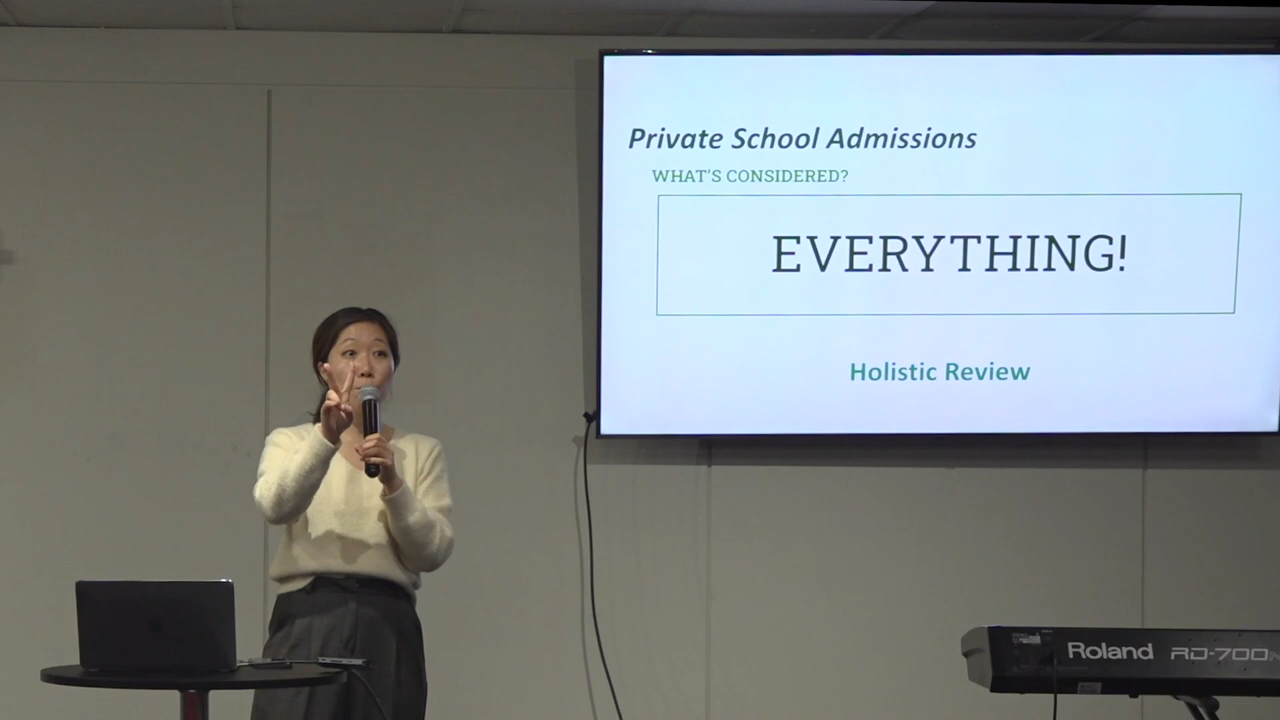 Private School Admissions
WHAT'S CONSIDERED?
EVERYTHING!
Holistic Review
Roland RD-700